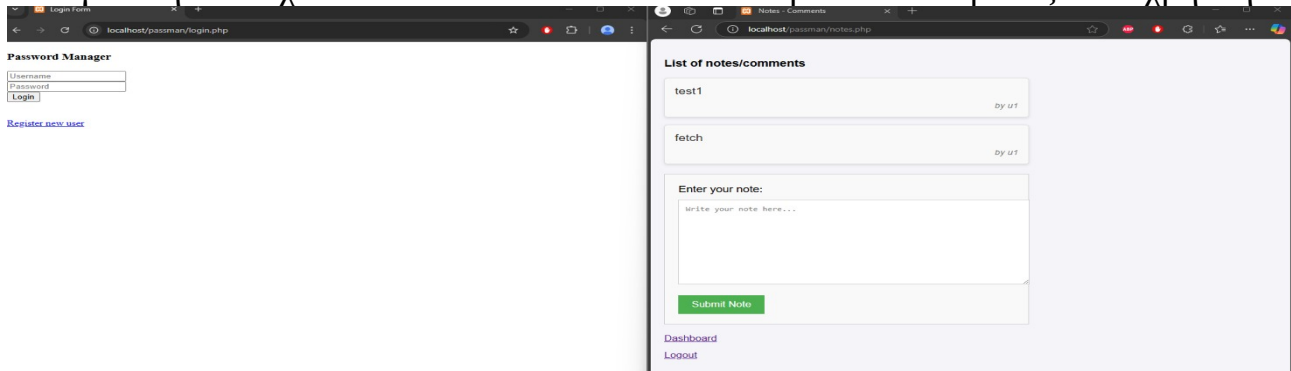 Login Form
localhost/passman/login.php
Password Manager
Username
Password
Login
Register new user
Notes - Comments
localhost/passman/notes.php
List of notes/comments
test1
by u1
fetch
by u1
Enter your note:
Write your note here...
Submit Note
Dashboard
Logout